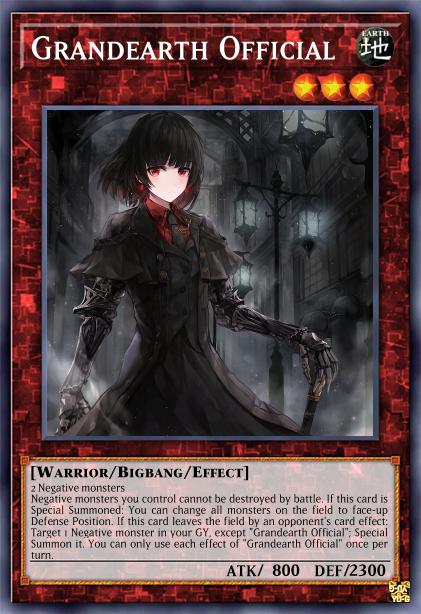 GRANDEARTH OFFICIAL
EARTH
地
[WARRIOR/BIGBANG/EFFECT]
2 Negative monsters
Negative monsters you control cannot be destroyed by battle. If this card is
Special Summoned: You can change all monsters on the field to face-up
Defense Position. If this card leaves the field by an opponent's card effect:
Target 1 Negative monster in your GY, except "Grandearth Official"; Special
Summon it. You can only use each effect of "Grandearth Official" once per
turn.
ATK/ 800 DEF/2300